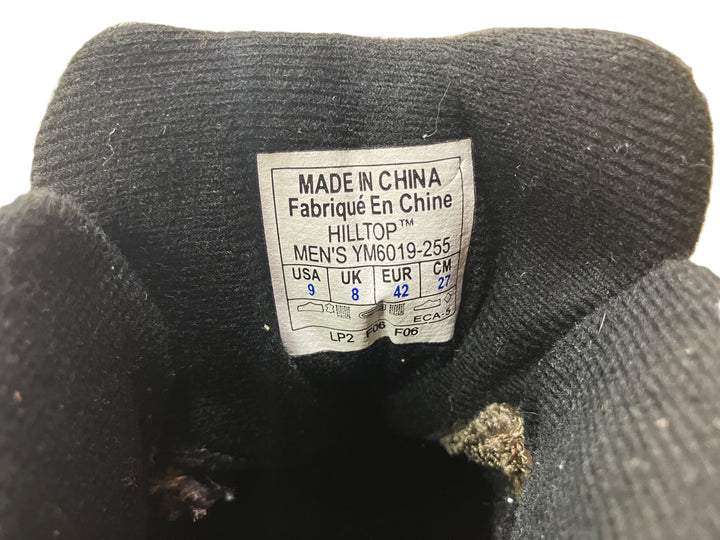 MADE IN CHINA
Fabriqué En Chine
HILLTOP™
MEN'S YM6019-255
USA UK EUR CM
9 8 42 27
ECA-5
LP2 F06 F06